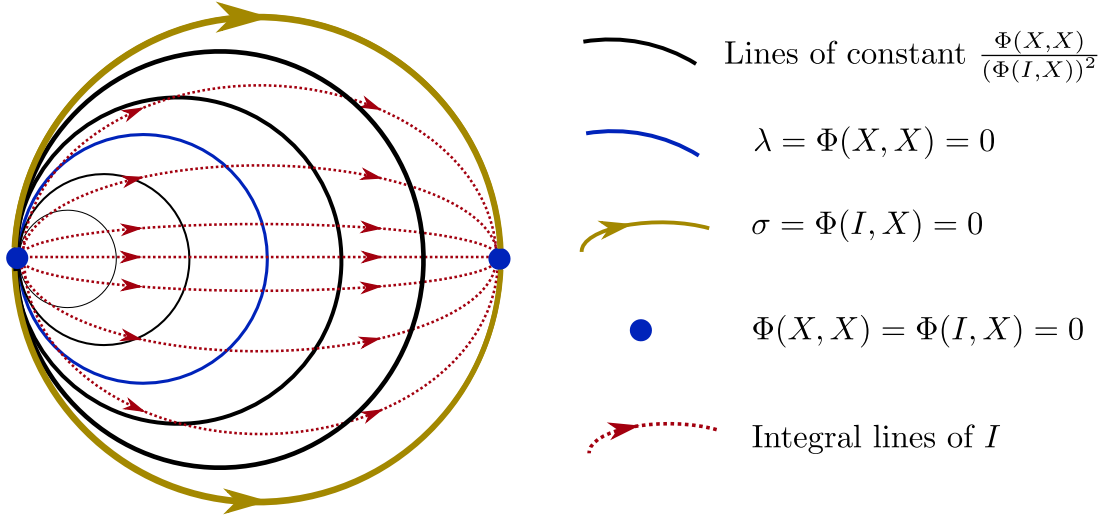 Lines of constant Φ(X,X)/(Φ(I,X))²
λ = Φ(X, X) = 0
σ = Φ(I, X) = 0
Φ(X, X) = Φ(I, X) = 0
Integral lines of I